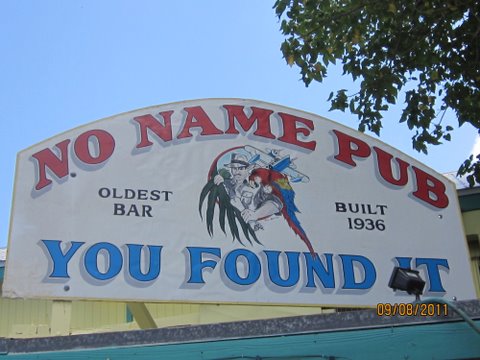 NO NAME PUB
OLDEST
BAR
BUILT
1936
YOU FOUND IT
09/08/2011